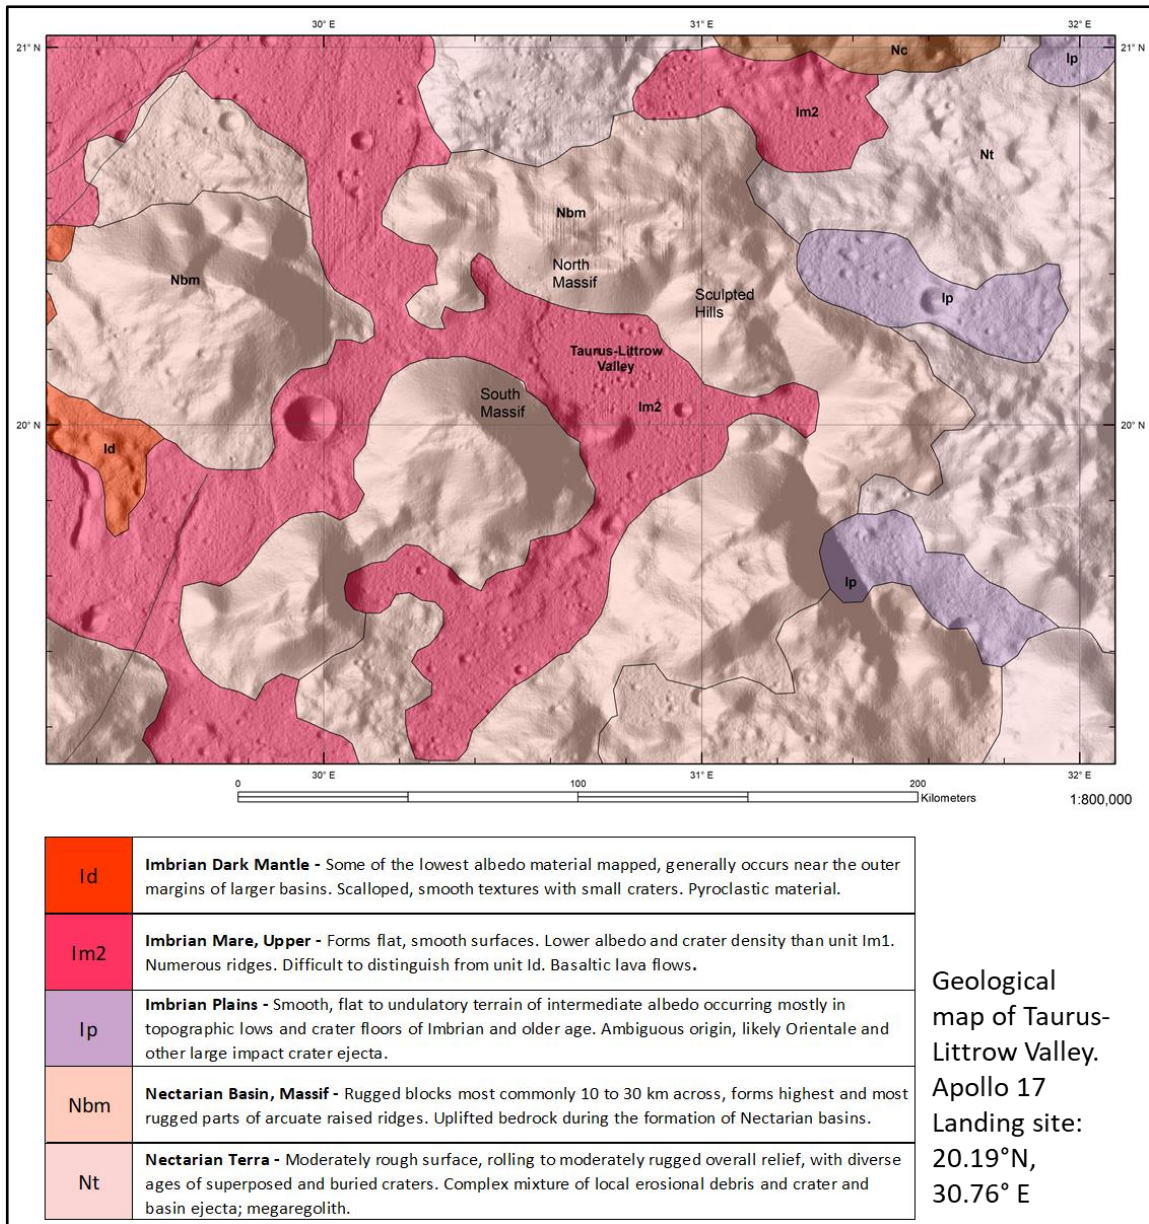 30° E
31° E
32° E
21° N
21° N
Nc
Ip
Im2
Nt
Nbm
North
Massif
Nbm
Sculpted
Hills
Ip
Taurus-Littrow
Valley
South
Massif
Im2
20° N
20° N
Id
Ip
30° E
31° E
32° E
0
100
200
Kilometers
1:800,000
Id
Imbrian Dark Mantle - Some of the lowest albedo material mapped, generally occurs near the outer
margins of larger basins. Scalloped, smooth textures with small craters. Pyroclastic material.
Im2
Imbrian Mare, Upper - Forms flat, smooth surfaces. Lower albedo and crater density than unit Im1.
Numerous ridges. Difficult to distinguish from unit Id. Basaltic lava flows.
Ip
Imbrian Plains - Smooth, flat to undulatory terrain of intermediate albedo occurring mostly in
topographic lows and crater floors of Imbrian and older age. Ambiguous origin, likely Orientale and
other large impact crater ejecta.
Nbm
Nectarian Basin, Massif - Rugged blocks most commonly 10 to 30 km across, forms highest and most
rugged parts of arcuate raised ridges. Uplifted bedrock during the formation of Nectarian basins.
Nt
Nectarian Terra - Moderately rough surface, rolling to moderately rugged overall relief, with diverse
ages of superposed and buried craters. Complex mixture of local erosional debris and crater and
basin ejecta; megaregolith.
Geological
map of Taurus-
Littrow Valley.
Apollo 17
Landing site:
20.19°N,
30.76° E